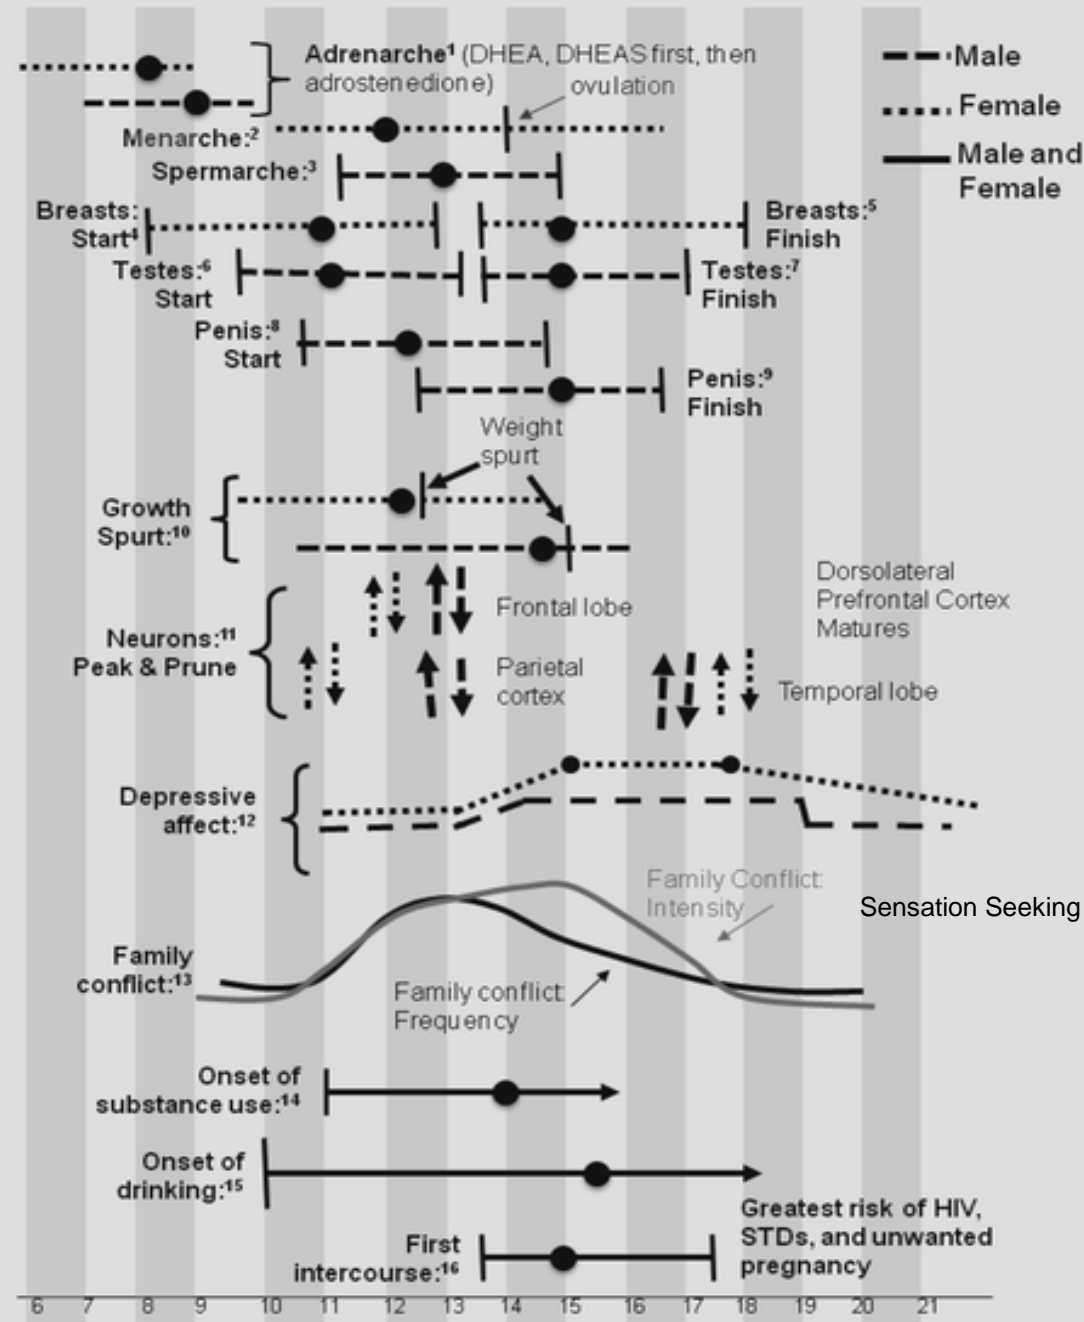 Adrenarche¹ (DHEA, DHEAS first, then
adrostenedione)
ovulation
Male
Female
Male and
Female
Menarche:²
Spermarche:³
Breasts:
Start⁴
Breasts:⁵
Finish
Testes:⁶
Start
Testes:⁷
Finish
Penis:⁸
Start
Penis:⁹
Finish
Weight
spurt
Growth
Spurt:¹⁰
Neurons:¹¹
Peak & Prune
Frontal lobe
Parietal
cortex
Dorsolateral
Prefrontal Cortex
Matures
Temporal lobe
Depressive
affect:¹²
Family Conflict:
Intensity
Sensation Seeking
Family
conflict:¹³
Family conflict:
Frequency
Onset of
substance use:¹⁴
Onset of
drinking:¹⁵
Greatest risk of HIV,
STDs, and unwanted
pregnancy
First
intercourse:¹⁶
6 7 8 9 10 11 12 13 14 15 16 17 18 19 20 21